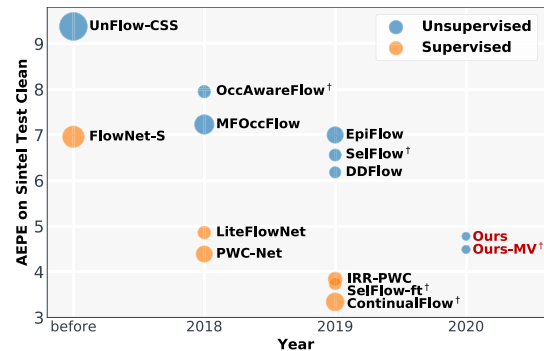 AEPE on Sintel Test Clean
9
8
7
6
5
4
3
UnFlow-CSS
Unsupervised
Supervised
OccAwareFlow†
MFOccFlow
FlowNet-S
EpiFlow
SelFlow†
DDFlow
LiteFlowNet
PWC-Net
Ours
Ours-MV†
IRR-PWC
SelFlow-ft†
ContinualFlow†
before 2018 2019 2020
Year